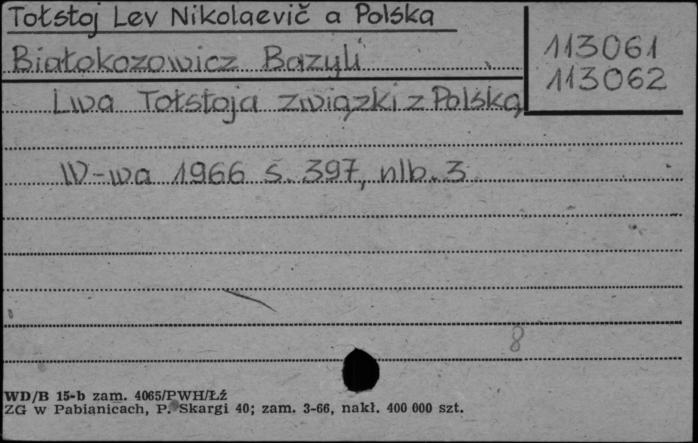 Tołstoj Lev Nikolaevič a Polska
Białokozowicz Bazyli
113061
113062
Lwa Tołstoja związki z Polską
W-wa 1966 s. 397, nlb. 3
8
WD/B 15-b zam. 4065/PWH/ŁŹ
ZG w Pabianicach, P. Skargi 40; zam. 3-66, nakł. 400 000 szt.